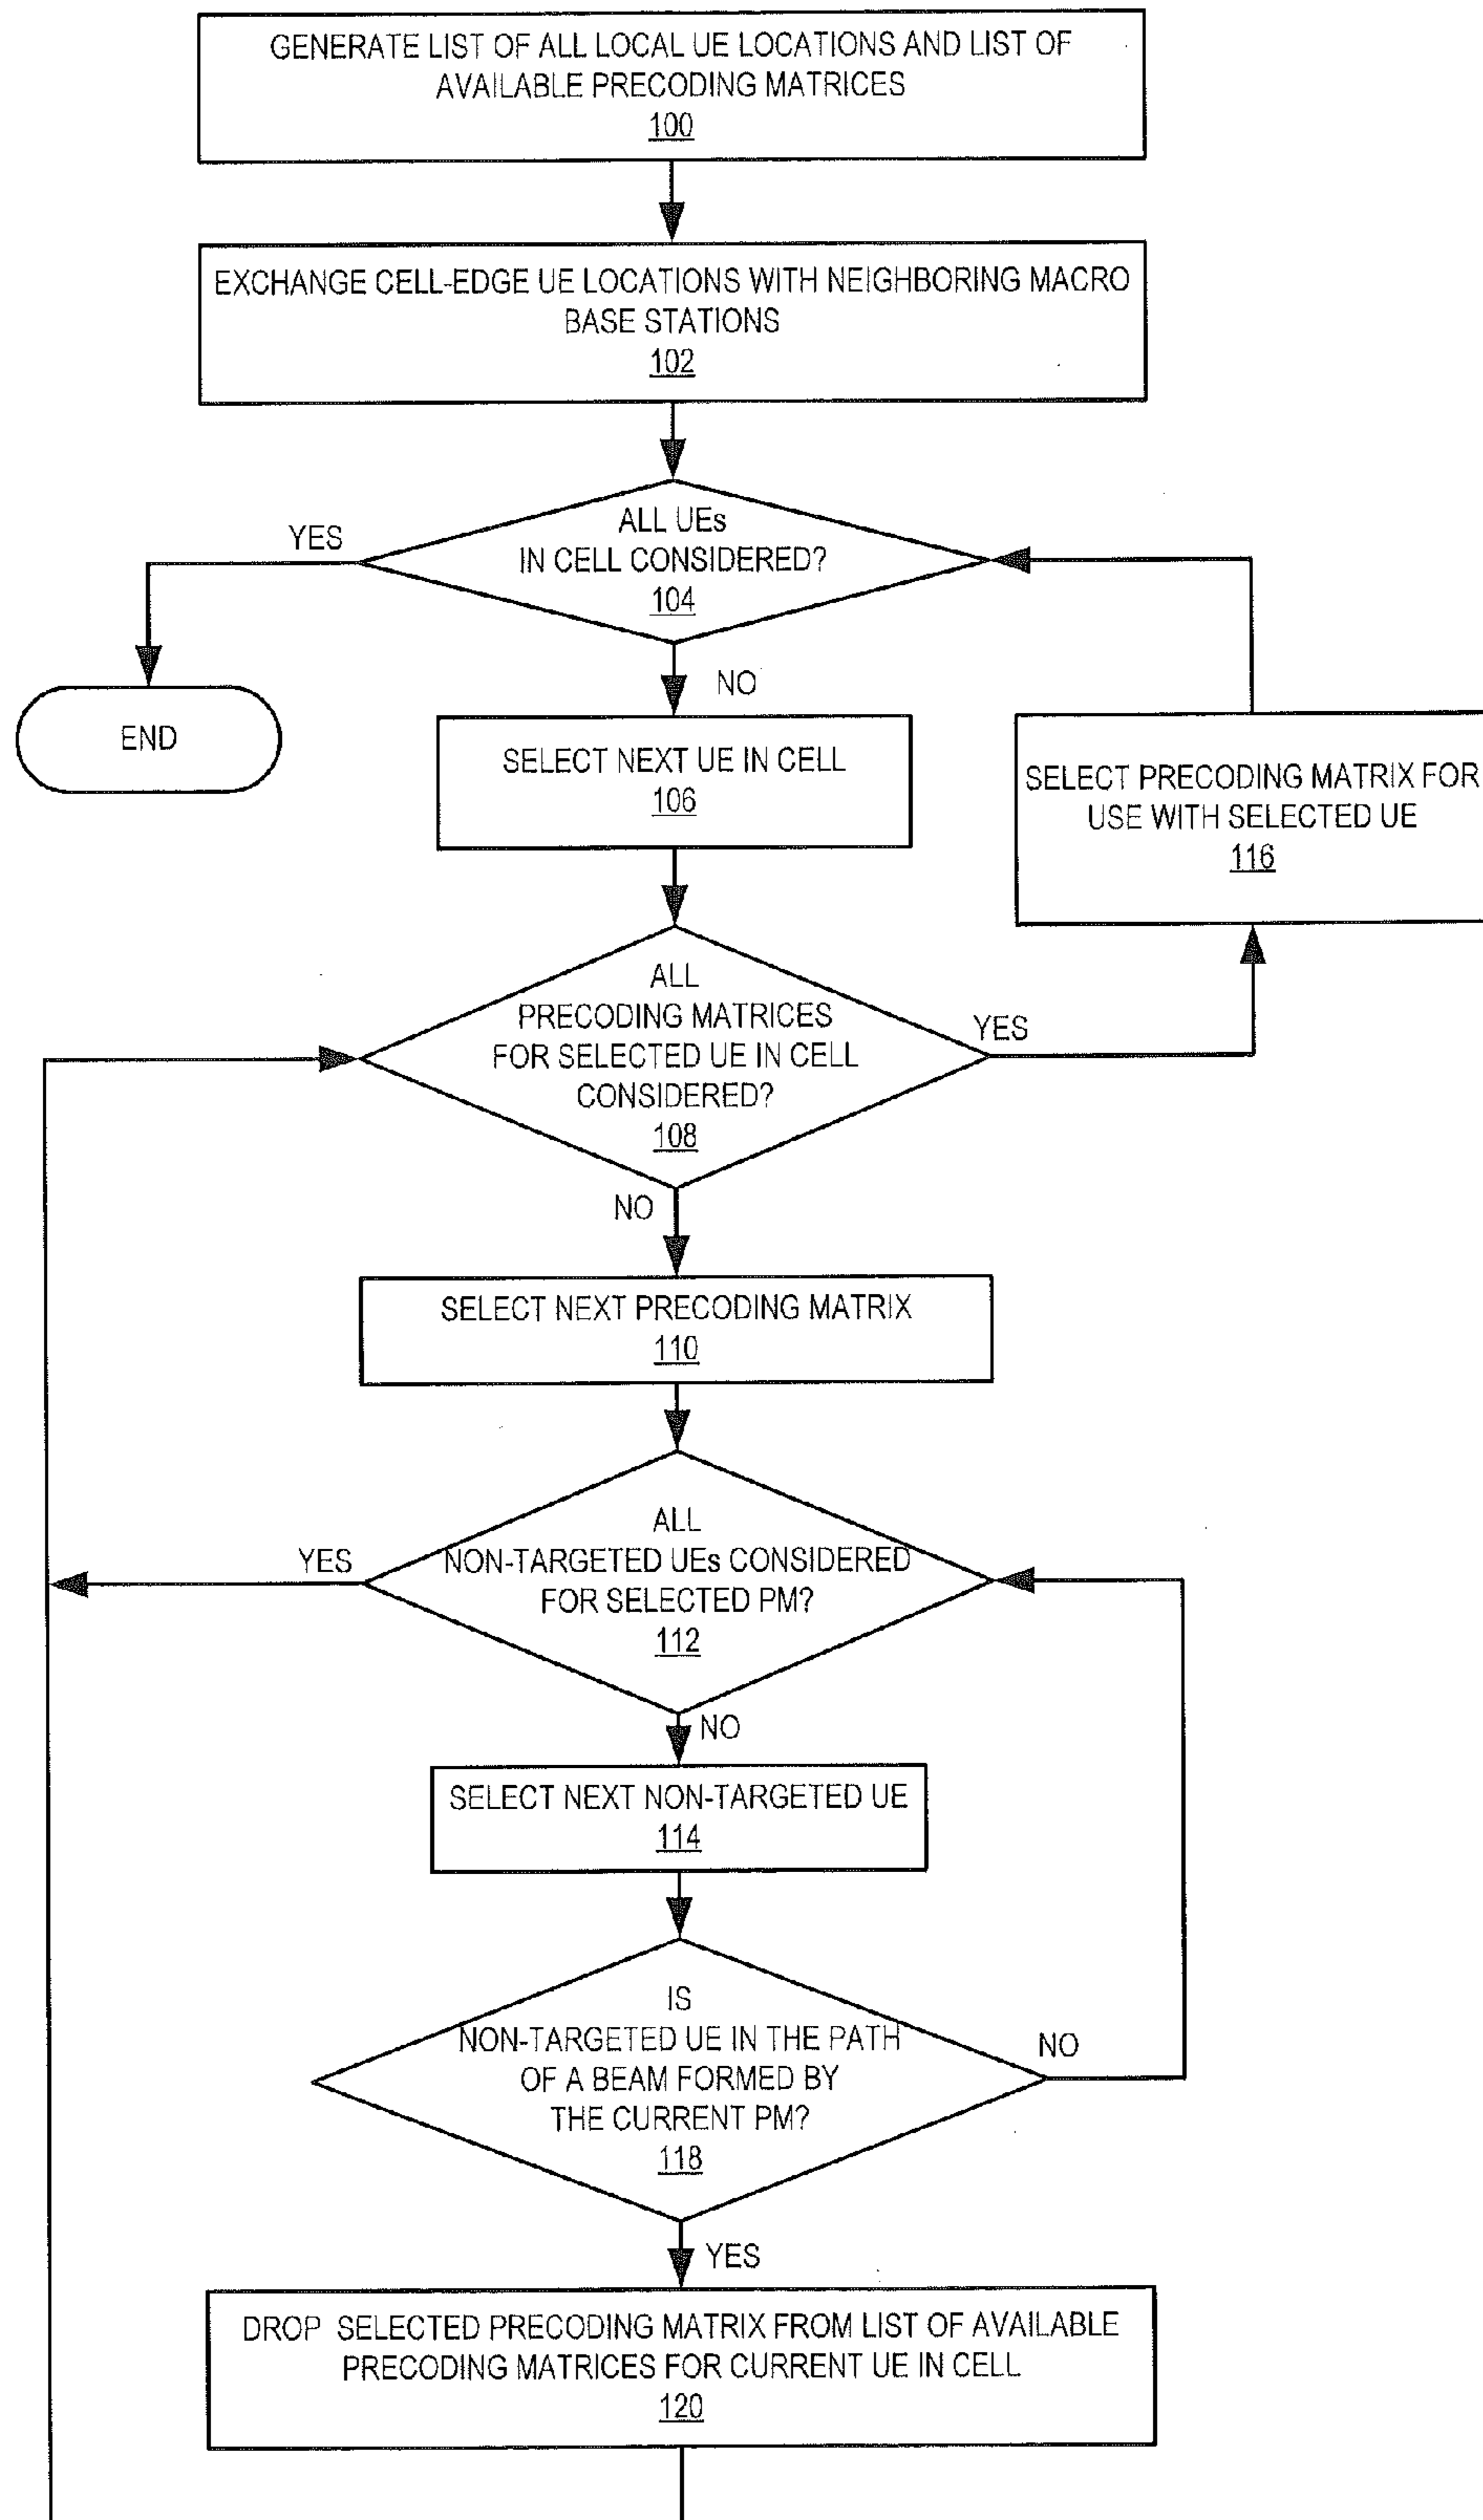 GENERATE LIST OF ALL LOCAL UE LOCATIONS AND LIST OF
AVAILABLE PRECODING MATRICES
100
EXCHANGE CELL-EDGE UE LOCATIONS WITH NEIGHBORING MACRO
BASE STATIONS
102
ALL UEs
IN CELL CONSIDERED?
104
YES
NO
END
SELECT NEXT UE IN CELL
106
SELECT PRECODING MATRIX FOR
USE WITH SELECTED UE
116
ALL
PRECODING MATRICES
FOR SELECTED UE IN CELL
CONSIDERED?
108
YES
NO
SELECT NEXT PRECODING MATRIX
110
ALL
NON-TARGETED UEs CONSIDERED
FOR SELECTED PM?
112
YES
NO
SELECT NEXT NON-TARGETED UE
114
IS
NON-TARGETED UE IN THE PATH
OF A BEAM FORMED BY
THE CURRENT PM?
118
NO
YES
DROP SELECTED PRECODING MATRIX FROM LIST OF AVAILABLE
PRECODING MATRICES FOR CURRENT UE IN CELL
120